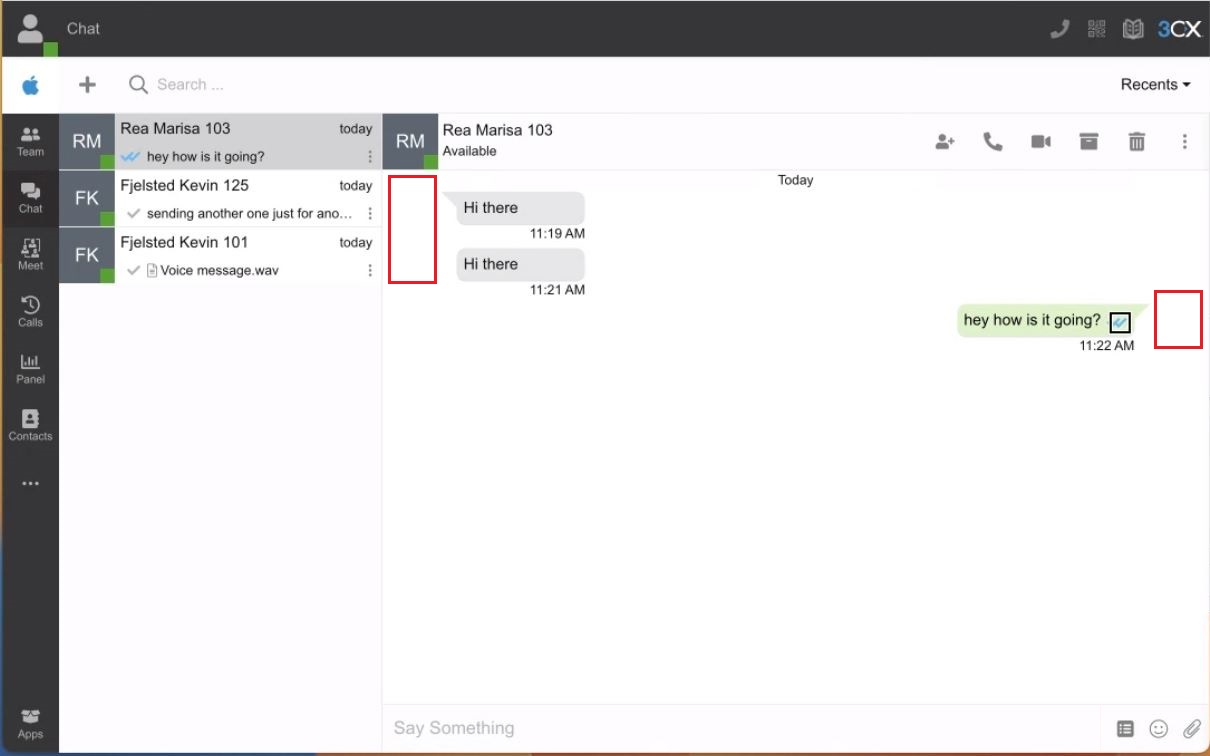 Chat
3CX
Search ...
Recents
Team
Chat
Meet
Calls
Panel
Contacts
Apps
RM
Rea Marisa 103
today
hey how is it going?
FK
Fjelsted Kevin 125
today
sending another one just for ano...
FK
Fjelsted Kevin 101
today
Voice message.wav
RM
Rea Marisa 103
Available
Today
Hi there
11:19 AM
Hi there
11:21 AM
hey how is it going?
11:22 AM
Say Something